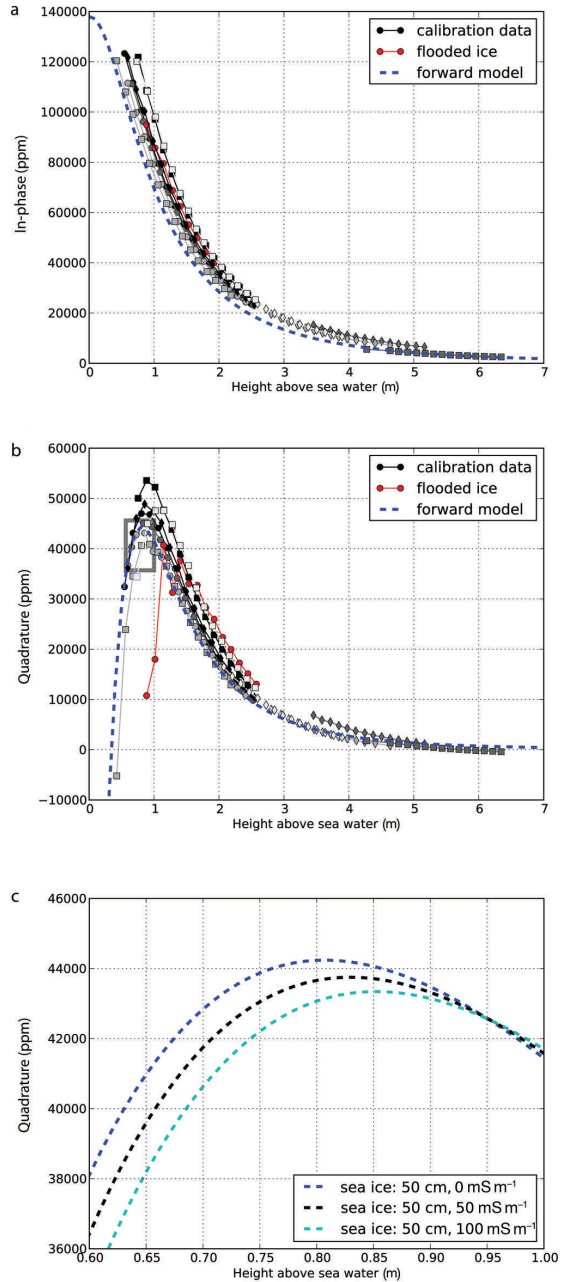 a
140000
120000
100000
80000
60000
40000
20000
0
In-phase (ppm)
calibration data
flooded ice
forward model
0 1 2 3 4 5 6 7
Height above sea water (m)
b
60000
50000
40000
30000
20000
10000
0
−10000
Quadrature (ppm)
calibration data
flooded ice
forward model
0 1 2 3 4 5 6 7
Height above sea water (m)
c
46000
44000
42000
40000
38000
36000
Quadrature (ppm)
sea ice: 50 cm, 0 mS m⁻¹
sea ice: 50 cm, 50 mS m⁻¹
sea ice: 50 cm, 100 mS m⁻¹
0.60 0.65 0.70 0.75 0.80 0.85 0.90 0.95 1.00
Height above sea water (m)